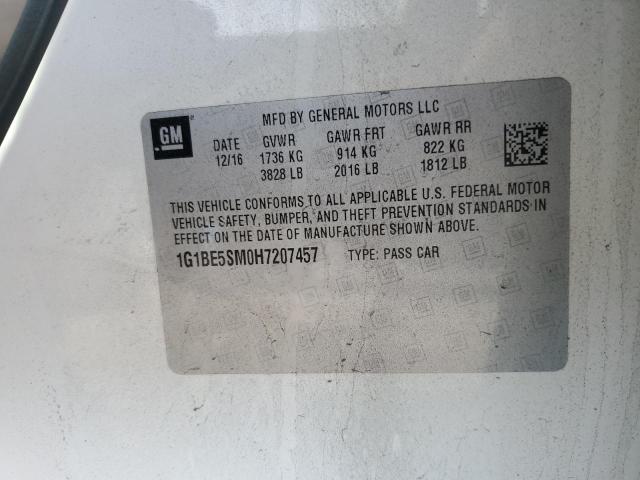 GM
MFD BY GENERAL MOTORS LLC
DATE GVWR GAWR FRT GAWR RR
12/16 1736 KG 914 KG 822 KG
3828 LB 2016 LB 1812 LB
THIS VEHICLE CONFORMS TO ALL APPLICABLE U.S. FEDERAL MOTOR
VEHICLE SAFETY, BUMPER, AND THEFT PREVENTION STANDARDS IN
EFFECT ON THE DATE OF MANUFACTURE SHOWN ABOVE.
1G1BE5SM0H7207457 TYPE: PASS CAR